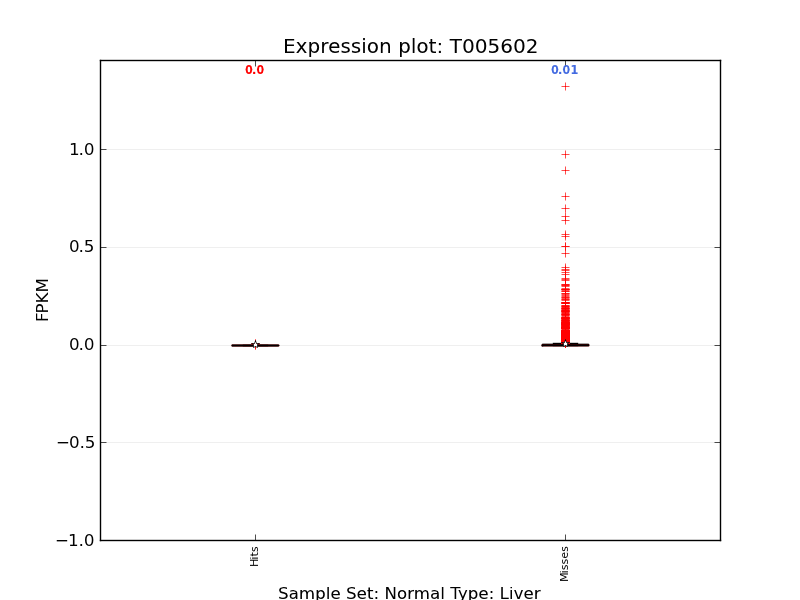 Expression plot: T005602
0.0 0.01
1.0
0.5
0.0
−0.5
−1.0
FPKM
Hits
Misses
Sample Set: Normal Type: Liver